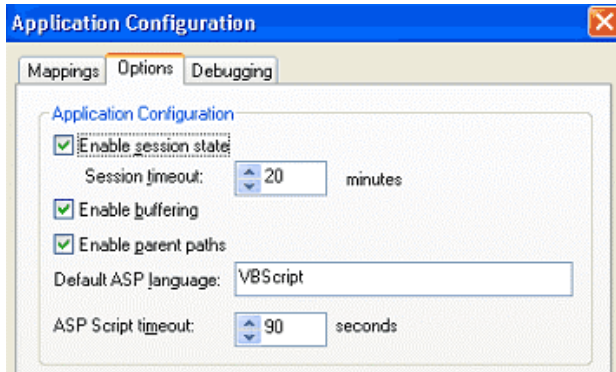 Application Configuration
Mappings Options Debugging
Application Configuration
Enable session state
Session timeout: 20 minutes
Enable buffering
Enable parent paths
Default ASP language: VBScript
ASP Script timeout: 90 seconds